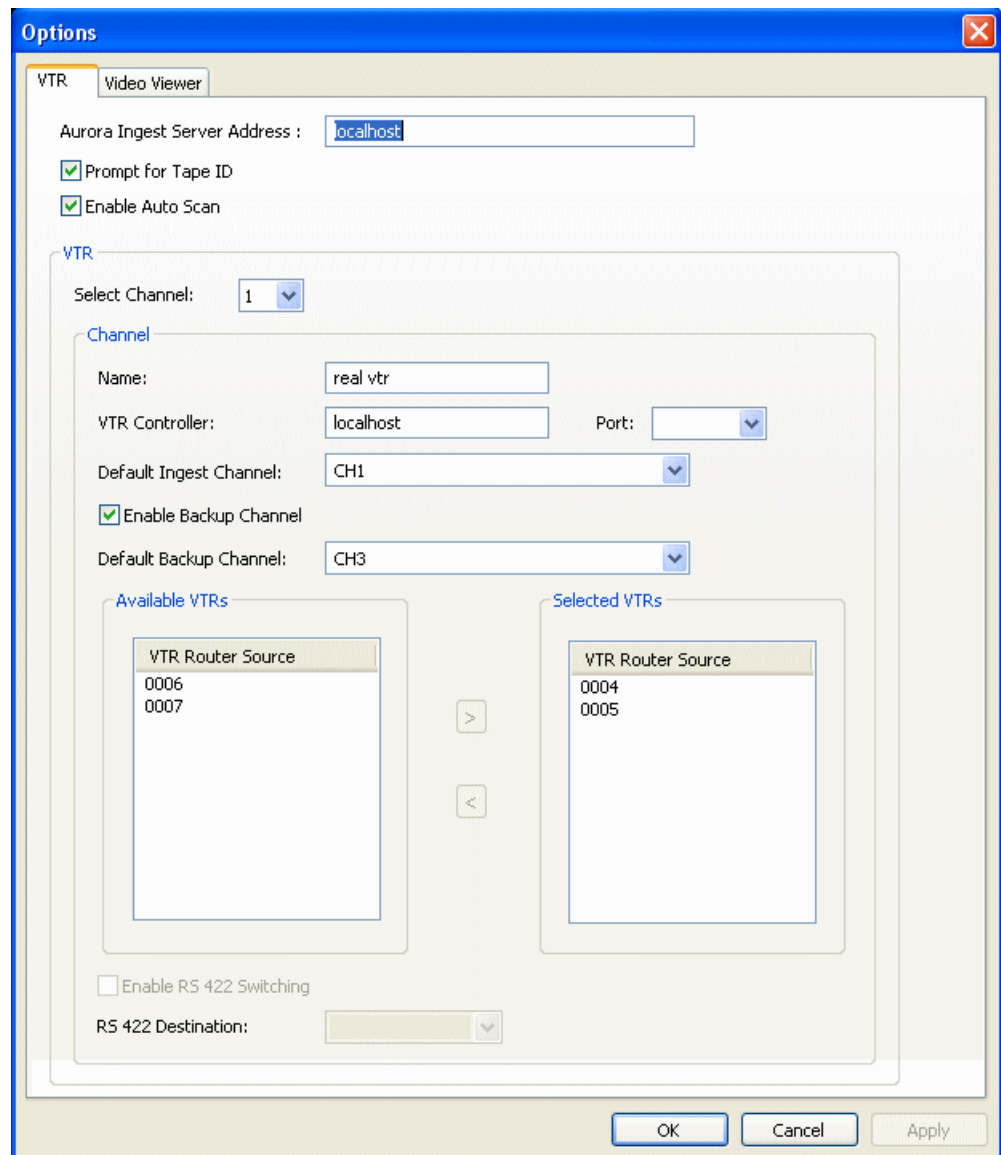 Options
VTR
Video Viewer
Aurora Ingest Server Address :
localhost
Prompt for Tape ID
Enable Auto Scan
VTR
Select Channel:
1
Channel
Name:
real vtr
VTR Controller:
localhost
Port:
Default Ingest Channel:
CH1
Enable Backup Channel
Default Backup Channel:
CH3
Available VTRs
VTR Router Source
0006
0007
>
<
Selected VTRs
VTR Router Source
0004
0005
Enable RS 422 Switching
RS 422 Destination:
OK
Cancel
Apply